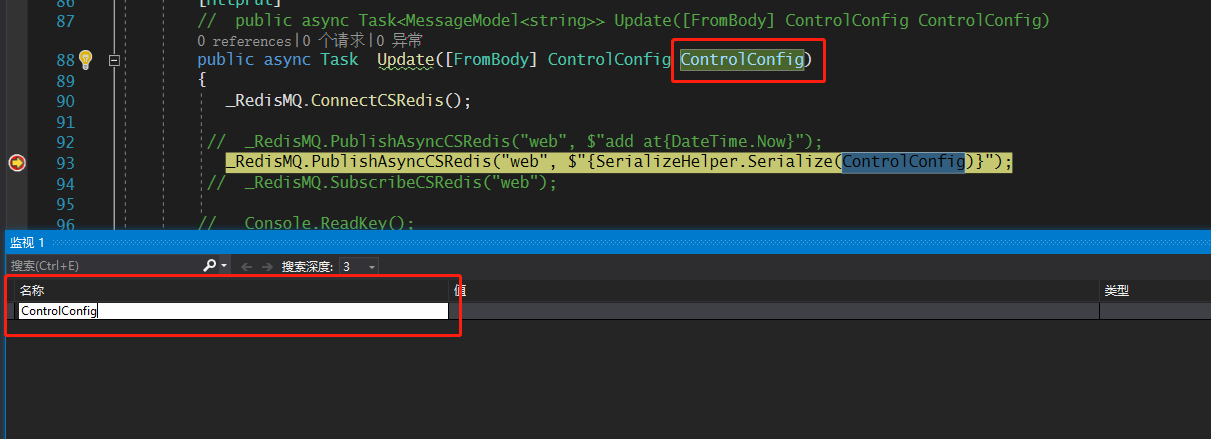 86 [HttpPut]
87 // public async Task<MessageModel<string>> Update([FromBody] ControlConfig ControlConfig)
0 references|0 个请求|0 异常
88 public async Task Update([FromBody] ControlConfig ControlConfig)
89 {
90 _RedisMQ.ConnectCSRedis();
91
92 // _RedisMQ.PublishAsyncCSRedis("web", $"add at{DateTime.Now}");
93 _RedisMQ.PublishAsyncCSRedis("web", $"{SerializeHelper.Serialize(ControlConfig)}");
94 // _RedisMQ.SubscribeCSRedis("web");
95
96 // Console.ReadKey();
监视 1
搜索(Ctrl+E) 搜索深度: 3
名称 值 类型
ControlConfig